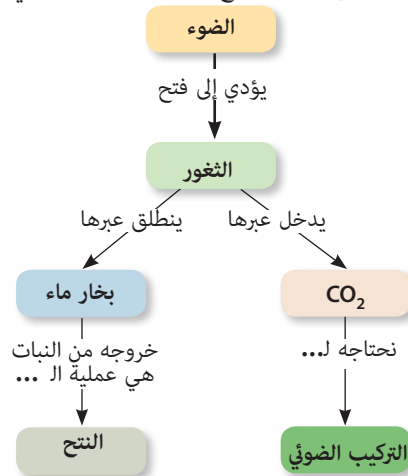 الضوء
يؤدي إلى فتح
الثغور
يدخل عبرها
ينطلق عبرها
CO₂
بخار ماء
نحتاجه لـ...
خروجه من النبات
هي عملية الـ ...
التركيب الضوئي
النتح